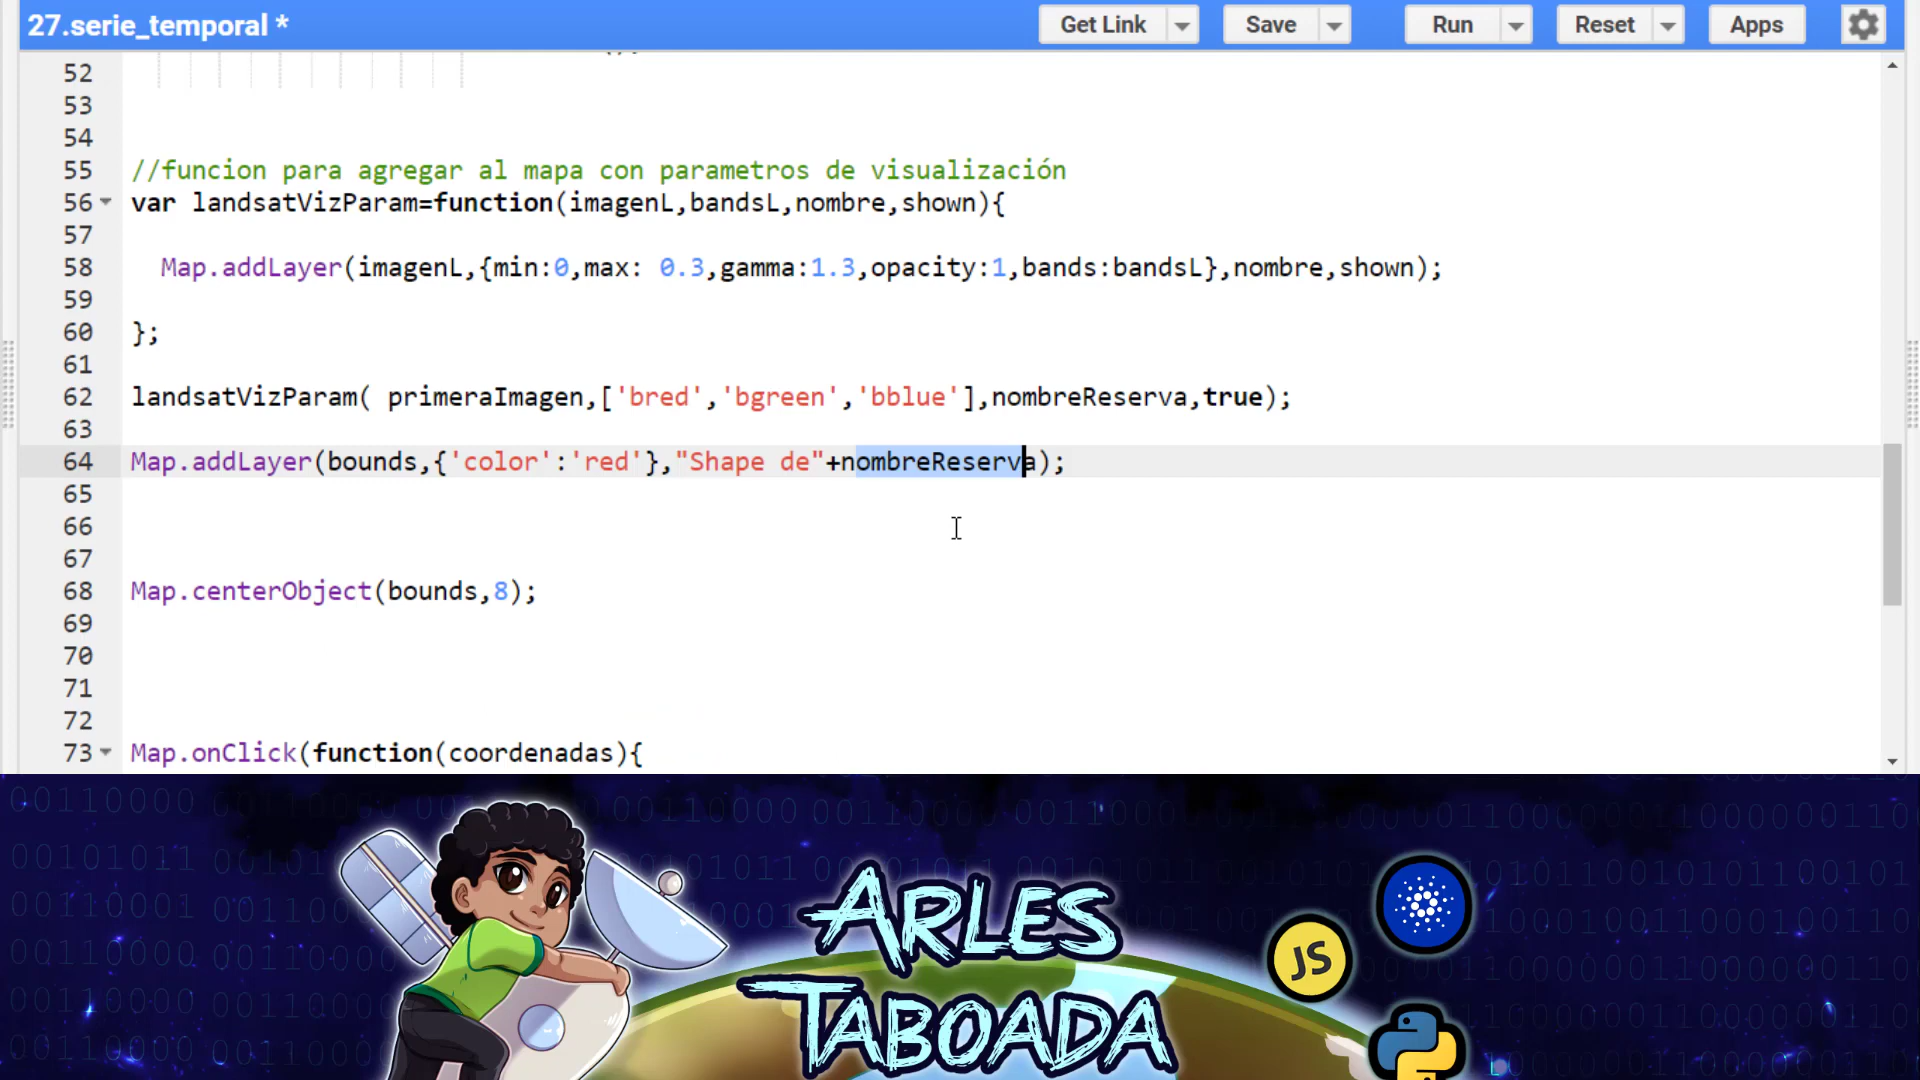 27.serie_temporal *
Get Link
Save
Run
Reset
Apps
52
53
54
55 //funcion para agregar al mapa con parametros de visualización
56 var landsatVizParam=function(imagenL,bandsL,nombre,shown){
57
58 Map.addLayer(imagenL,{min:0,max: 0.3,gamma:1.3,opacity:1,bands:bandsL},nombre,shown);
59
60 };
61
62 landsatVizParam( primeraImagen,['bred','bgreen','bblue'],nombreReserva,true);
63
64 Map.addLayer(bounds,{'color':'red'},"Shape de"+nombreReserva);
65
66
67
68 Map.centerObject(bounds,8);
69
70
71
72
73 Map.onClick(function(coordenadas){
ARLES
TABOADA
JS